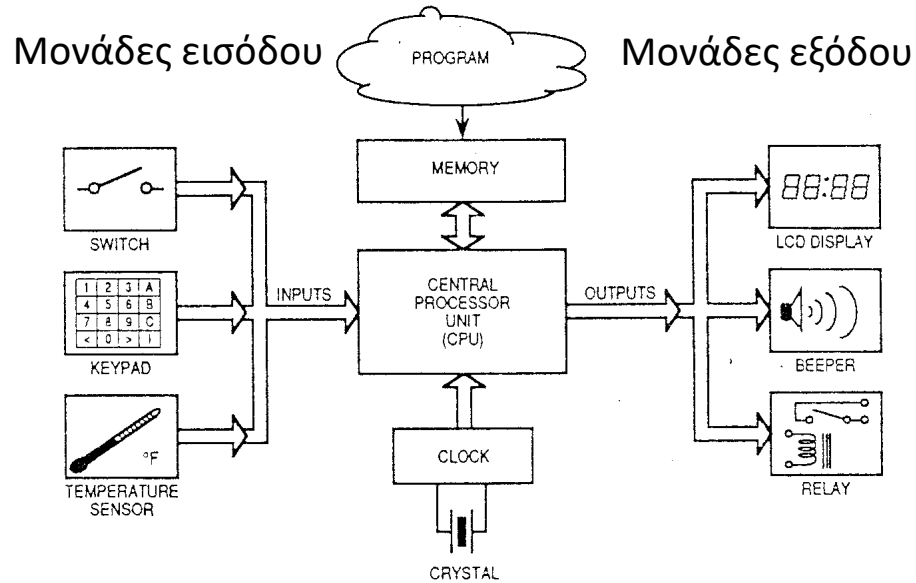 Μονάδες εισόδου
Μονάδες εξόδου
PROGRAM
MEMORY
SWITCH
1 2 3 A
4 5 6 B
7 8 9 C
< 0 > I
KEYPAD
°F
TEMPERATURE
SENSOR
INPUTS
CENTRAL
PROCESSOR
UNIT
(CPU)
OUTPUTS
CLOCK
CRYSTAL
88:88
LCD DISPLAY
BEEPER
RELAY